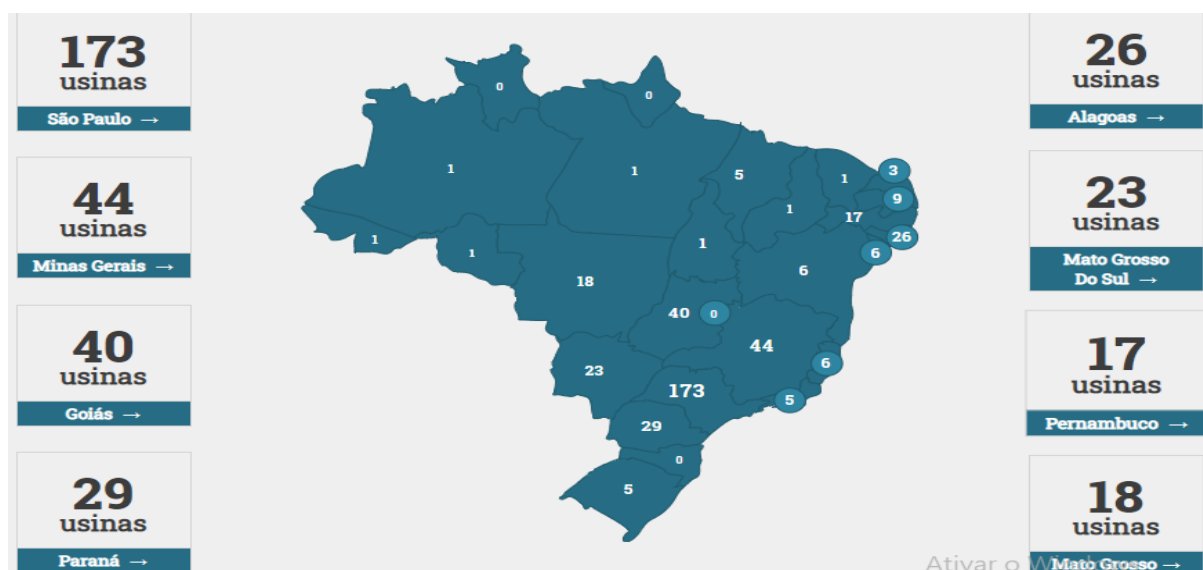 173
usinas
São Paulo →
44
usinas
Minas Gerais →
40
usinas
Goiás →
29
usinas
Paraná →
0
0
1
1
5
1
3
9
1
17
26
6
1
1
1
18
6
40
0
44
6
23
173
5
29
0
5
26
usinas
Alagoas →
23
usinas
Mato Grosso
Do Sul →
17
usinas
Pernambuco →
18
usinas
Mato Grosso →
Ativar o